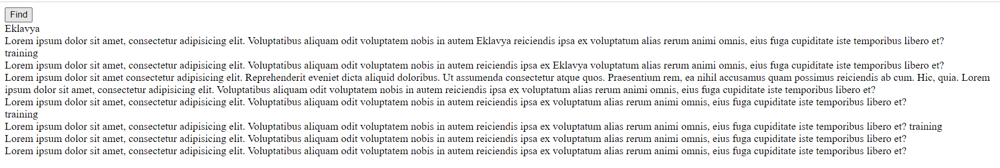 Find
Eklavya
Lorem ipsum dolor sit amet, consectetur adipisicing elit. Voluptatibus aliquam odit voluptatem nobis in autem Eklavya reiciendis ipsa ex voluptatum alias rerum animi omnis, eius fuga cupiditate iste temporibus libero et?
training
Lorem ipsum dolor sit amet, consectetur adipisicing elit. Voluptatibus aliquam odit voluptatem nobis in autem reiciendis ipsa ex Eklavya voluptatum alias rerum animi omnis, eius fuga cupiditate iste temporibus libero et?
Lorem ipsum dolor sit amet consectetur adipisicing elit. Reprehenderit eveniet dicta aliquid doloribus. Ut assumenda consectetur atque quos. Praesentium rem, ea nihil accusamus quam possimus reiciendis ab cum. Hic, quia. Lorem
ipsum dolor sit amet, consectetur adipisicing elit. Voluptatibus aliquam odit voluptatem nobis in autem reiciendis ipsa ex voluptatum alias rerum animi omnis, eius fuga cupiditate iste temporibus libero et?
Lorem ipsum dolor sit amet, consectetur adipisicing elit. Voluptatibus aliquam odit voluptatem nobis in autem reiciendis ipsa ex voluptatum alias rerum animi omnis, eius fuga cupiditate iste temporibus libero et?
training
Lorem ipsum dolor sit amet, consectetur adipisicing elit. Voluptatibus aliquam odit voluptatem nobis in autem reiciendis ipsa ex voluptatum alias rerum animi omnis, eius fuga cupiditate iste temporibus libero et? training
Lorem ipsum dolor sit amet, consectetur adipisicing elit. Voluptatibus aliquam odit voluptatem nobis in autem reiciendis ipsa ex voluptatum alias rerum animi omnis, eius fuga cupiditate iste temporibus libero et?
Lorem ipsum dolor sit amet, consectetur adipisicing elit. Voluptatibus aliquam odit voluptatem nobis in autem reiciendis ipsa ex voluptatum alias rerum animi omnis, eius fuga cupiditate iste temporibus libero et?